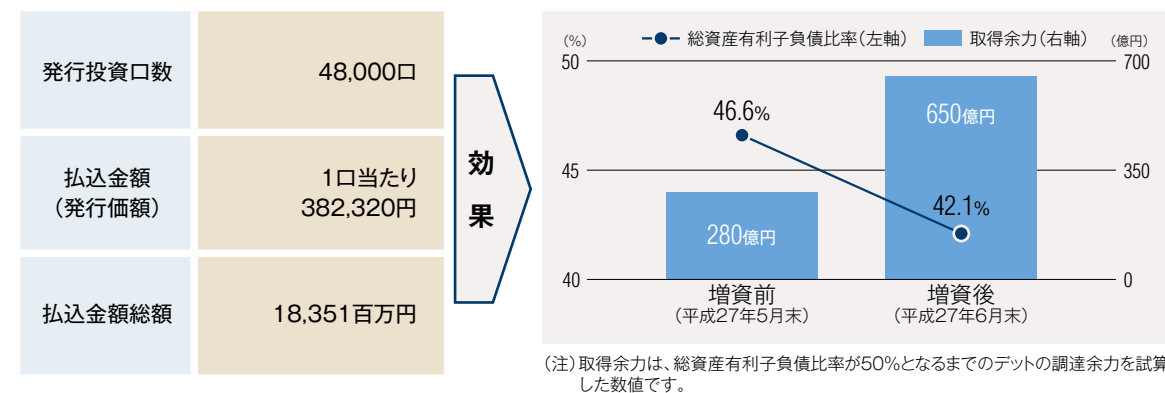 発行投資口数
48,000口
払込金額
（発行価額）
1口当たり
382,320円
払込金額総額
18,351百万円
効
果
（%）
総資産有利子負債比率（左軸）
取得余力（右軸）
（億円）
50
45
40
700
350
0
46.6%
42.1%
280億円
650億円
増資前
（平成27年5月末）
増資後
（平成27年6月末）
（注）取得余力は、総資産有利子負債比率が50%となるまでのデットの調達余力を試算
した数値です。